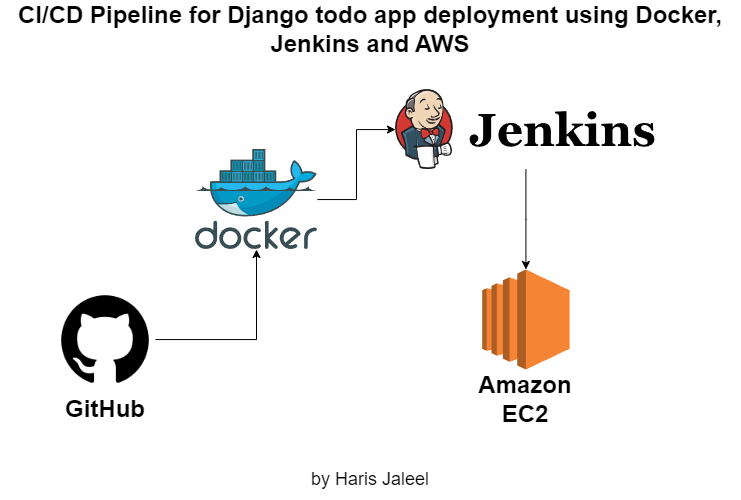 CI/CD Pipeline for Django todo app deployment using Docker,
Jenkins and AWS
Jenkins
docker
GitHub
Amazon
EC2
by Haris Jaleel